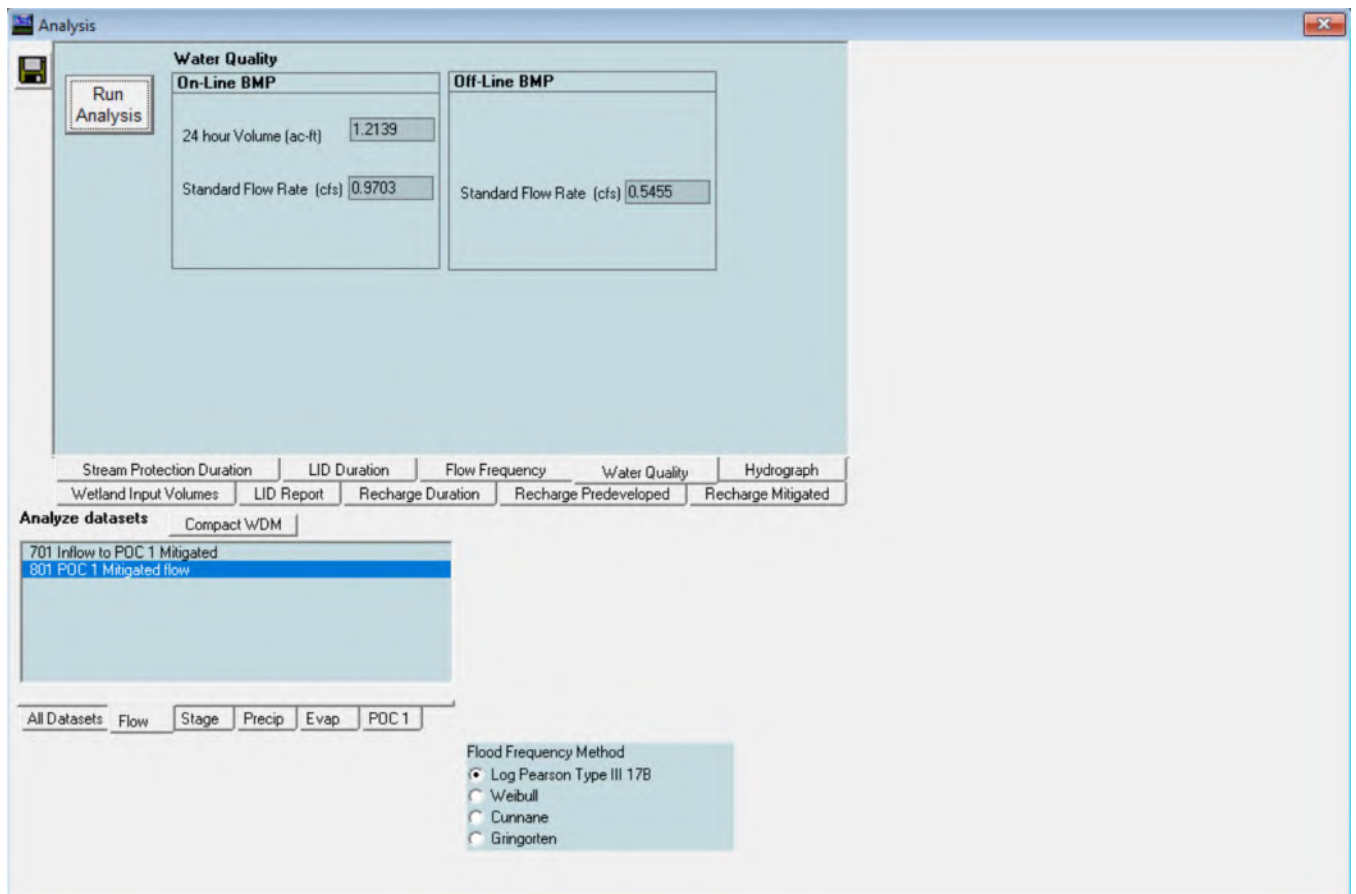 Analysis
Water Quality
Run
Analysis
On-Line BMP
24 hour Volume (ac-ft) 1.2139
Standard Flow Rate (cfs) 0.9703
Off-Line BMP
Standard Flow Rate (cfs) 0.5455
Stream Protection Duration LID Duration Flow Frequency Water Quality Hydrograph
Wetland Input Volumes LID Report Recharge Duration Recharge Predeveloped Recharge Mitigated
Analyze datasets Compact WDM
701 Inflow to POC 1 Mitigated
801 POC 1 Mitigated flow
All Datasets Flow Stage Precip Evap POC 1
Flood Frequency Method
Log Pearson Type III 17B
Weibull
Cunnane
Gringorten